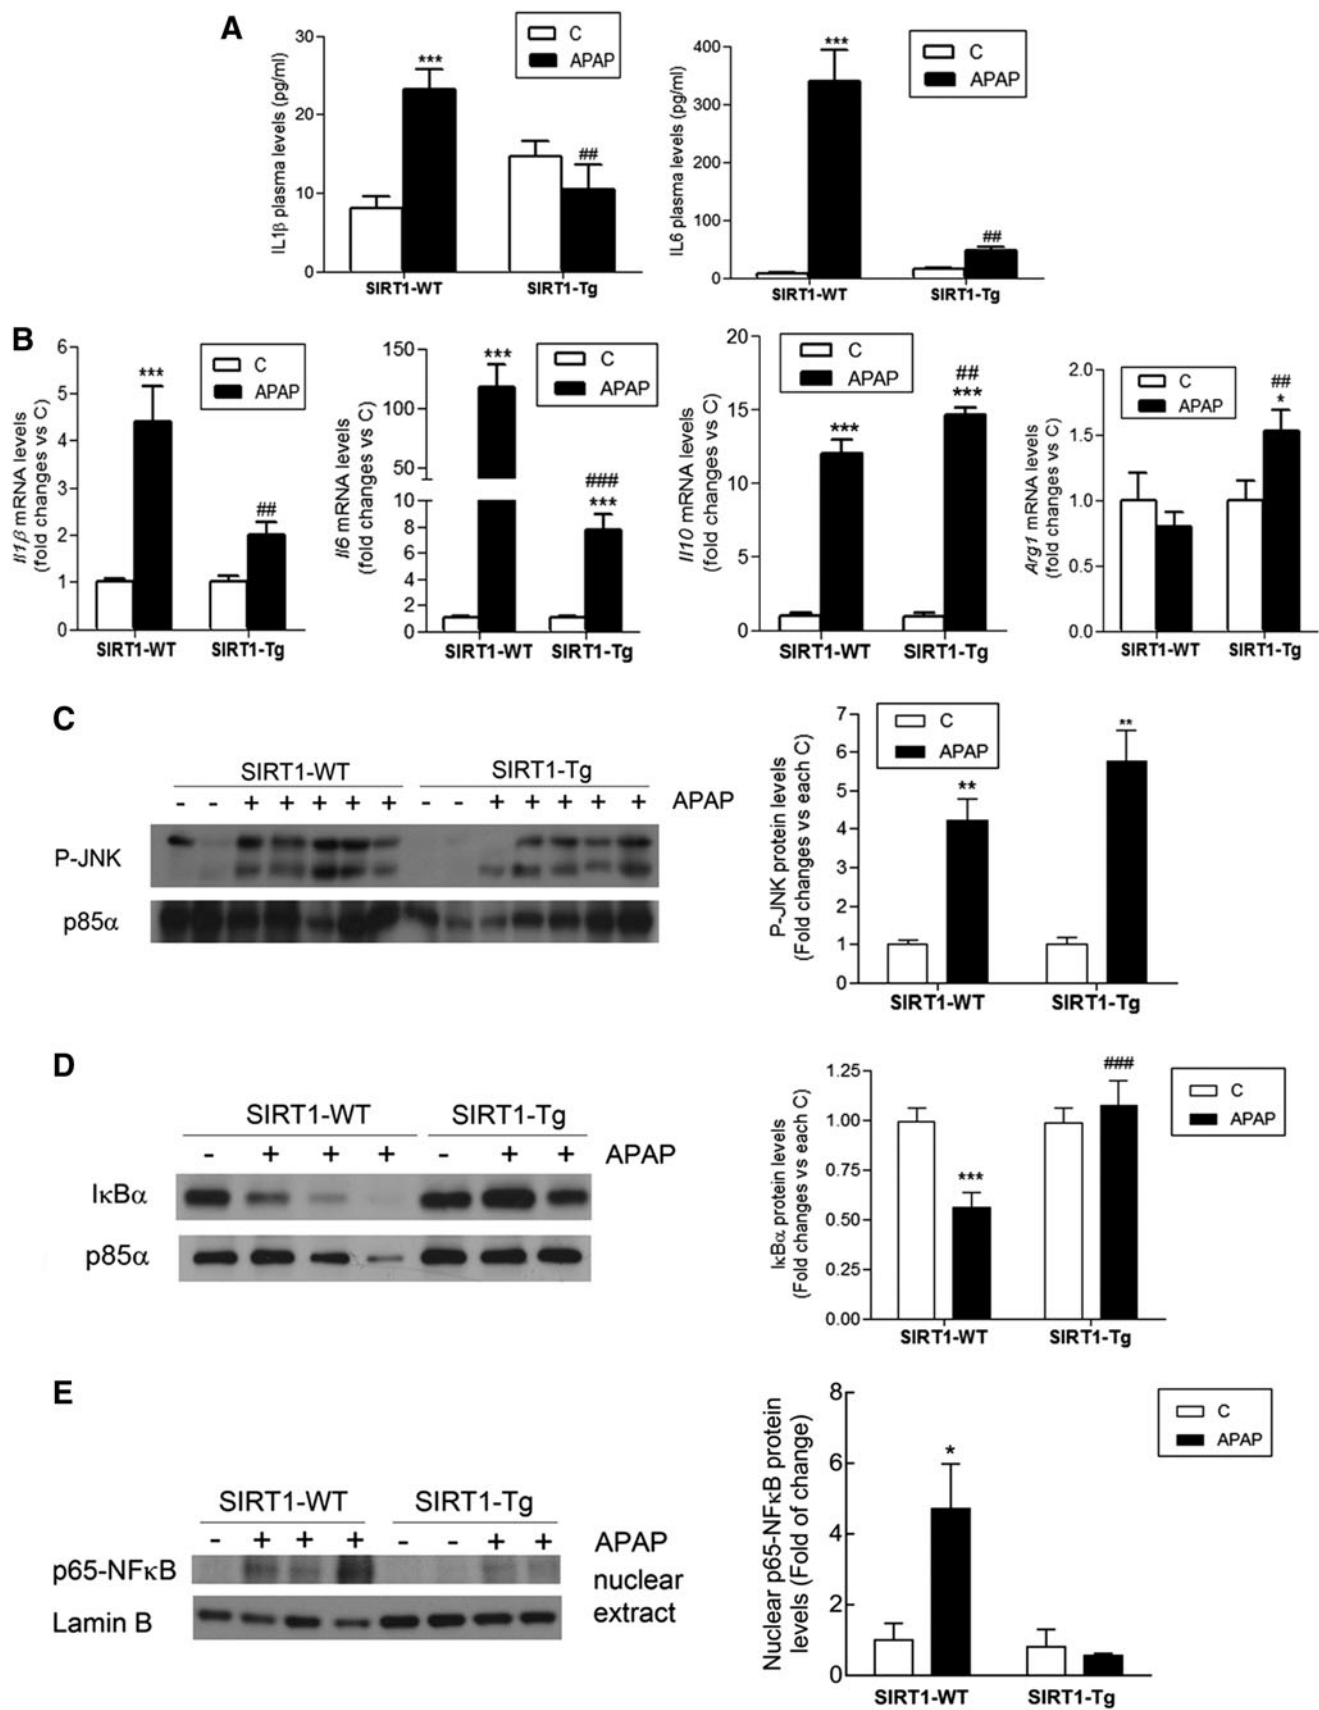 A
IL1β plasma levels (pg/ml)
30
20
10
0
***
##
C
APAP
SIRT1-WT
SIRT1-Tg
IL6 plasma levels (pg/ml)
400
300
200
100
0
***
##
C
APAP
SIRT1-WT
SIRT1-Tg
B
Il1β mRNA levels
(fold changes vs C)
6
5
4
3
2
1
0
***
##
C
APAP
SIRT1-WT
SIRT1-Tg
Il6 mRNA levels
(fold changes vs C)
150
100
50
10
8
6
4
2
0
***
###
***
C
APAP
SIRT1-WT
SIRT1-Tg
Il10 mRNA levels
(fold changes vs C)
20
15
10
5
0
***
##
***
C
APAP
SIRT1-WT
SIRT1-Tg
Arg1 mRNA levels
(fold changes vs C)
2.0
1.5
1.0
0.5
0.0
##
*
C
APAP
SIRT1-WT
SIRT1-Tg
C
SIRT1-WT SIRT1-Tg
- - + + + + + - - + + + + + APAP
P-JNK
p85α
P-JNK protein levels
(Fold changes vs each C)
7
6
5
4
3
2
1
0
**
**
C
APAP
SIRT1-WT
SIRT1-Tg
D
SIRT1-WT SIRT1-Tg
- + + + - + + APAP
IκBα
p85α
IκBα protein levels
(Fold changes vs each C)
1.25
1.00
0.75
0.50
0.25
0.00
***
###
C
APAP
SIRT1-WT
SIRT1-Tg
E
SIRT1-WT SIRT1-Tg
- + + + - - + + APAP
p65-NFκB
nuclear
extract
Lamin B
Nuclear p65-NFκB protein
levels (Fold of change)
8
6
4
2
0
*
C
APAP
SIRT1-WT
SIRT1-Tg